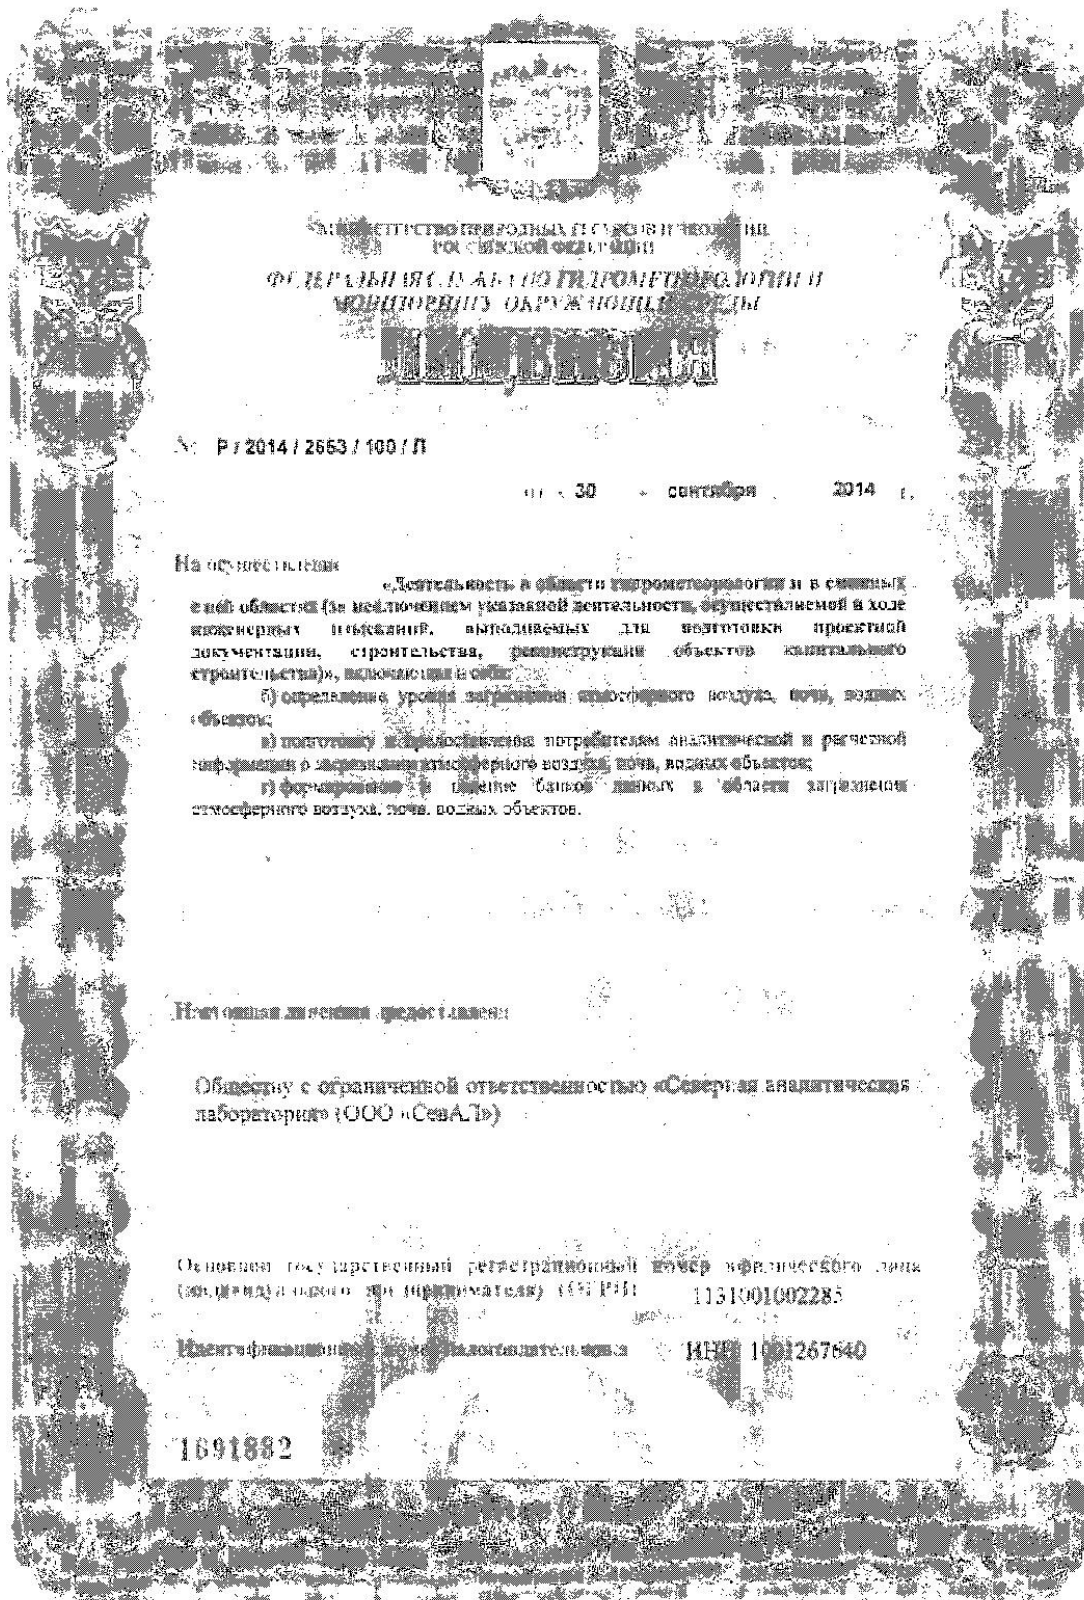 МИНИСТЕРСТВО ПРИРОДНЫХ РЕСУРСОВ И ЭКОЛОГИИ
РОССИЙСКОЙ ФЕДЕРАЦИИ
ФЕДЕРАЛЬНАЯ СЛУЖБА ПО ГИДРОМЕТЕОРОЛОГИИ И
МОНИТОРИНГУ ОКРУЖАЮЩЕЙ СРЕДЫ
ЛИЦЕНЗИЯ
№ Р / 2014 / 2653 / 100 / Л
от « 30 » сентября 2014 г.
На осуществление
«Деятельность в области гидрометеорологии и в смежных
с ней областях (за исключением указанной деятельности, осуществляемой в ходе
инженерных изысканий, выполняемых для подготовки проектной
документации, строительства, реконструкции объектов капитального
строительства)», включающая в себя:
б) определение уровня загрязнения атмосферного воздуха, почв, водных
объектов;
в) подготовку и предоставление потребителям аналитической и расчетной
информации о загрязнении атмосферного воздуха, почв, водных объектов;
г) формирование и ведение банков данных в области загрязнения
атмосферного воздуха, почв, водных объектов.
Настоящая лицензия предоставлена
Обществу с ограниченной ответственностью «Северная аналитическая
лаборатория» (ООО «СевАЛ»)
Основной государственный регистрационный номер юридического лица
(индивидуального предпринимателя) (ОГРН) 1131001002285
Идентификационный номер налогоплательщика ИНН 1001267640
1691882